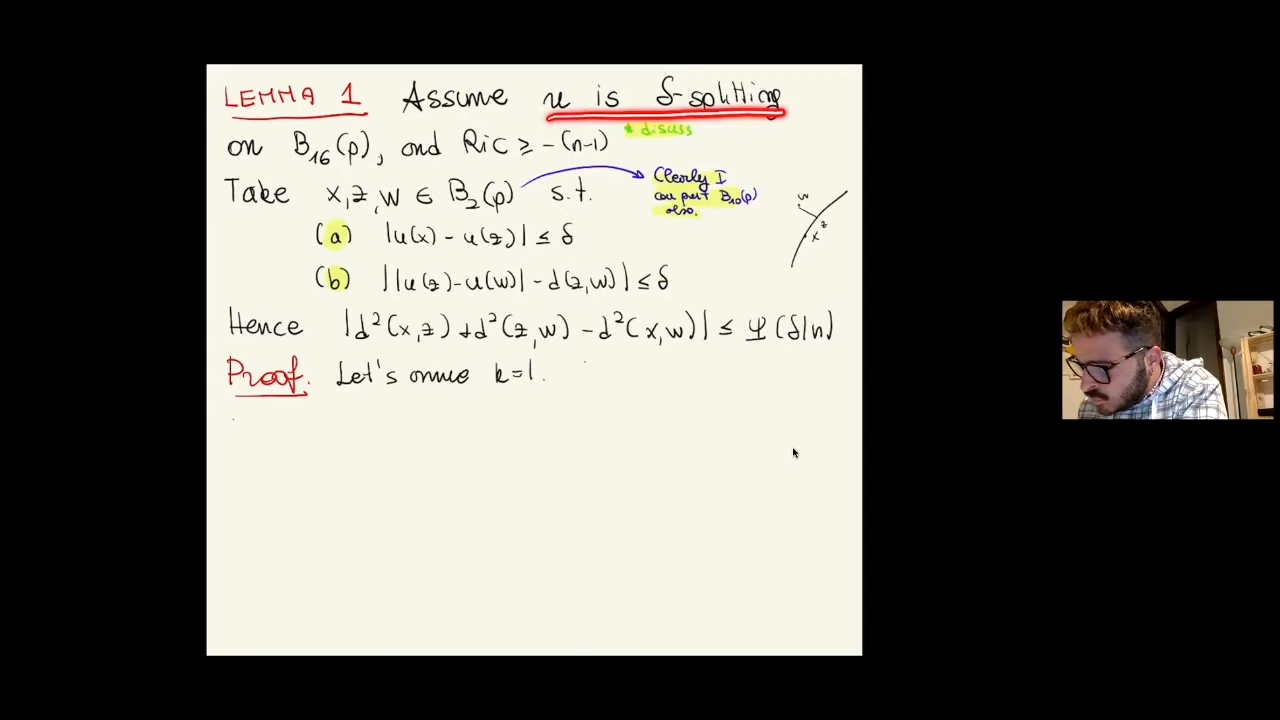 LEMMA 1 Assume u is δ-splitting
on B₁₆(p), and Ric ≥ -(n-1)
* discuss
Take x,z,w ∈ B₂(p) s.t.
Clearly I
can put B₁₀(p)
also.
(a) |u(x) - u(z)| ≤ δ
(b) ||u(z)-u(w)| - d(z,w)| ≤ δ
w
z
x
Hence |d²(x,z) + d²(z,w) - d²(x,w)| ≤ Ψ(δ|n)
Proof. Let's k=1.